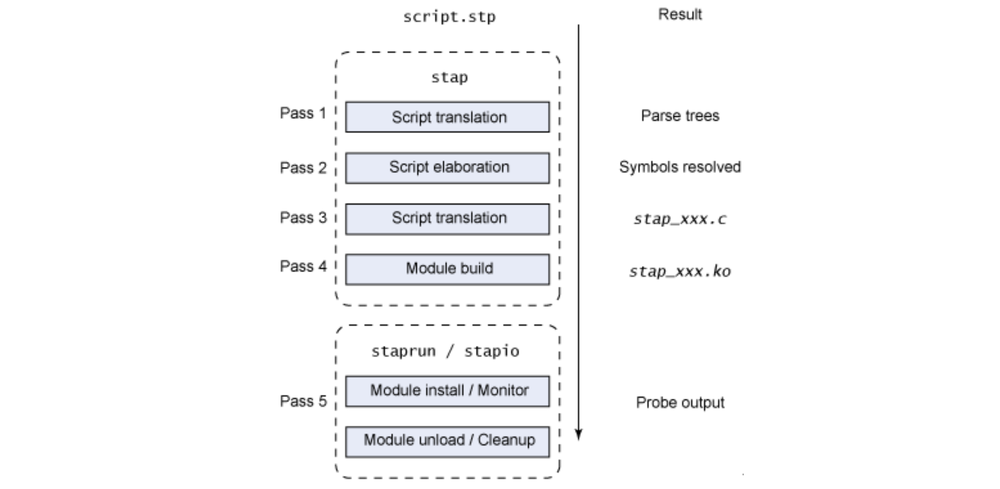 script.stp
Result
stap
Pass 1
Script translation
Parse trees
Pass 2
Script elaboration
Symbols resolved
Pass 3
Script translation
stap_xxx.c
Pass 4
Module build
stap_xxx.ko
staprun / stapio
Pass 5
Module install / Monitor
Probe output
Module unload / Cleanup